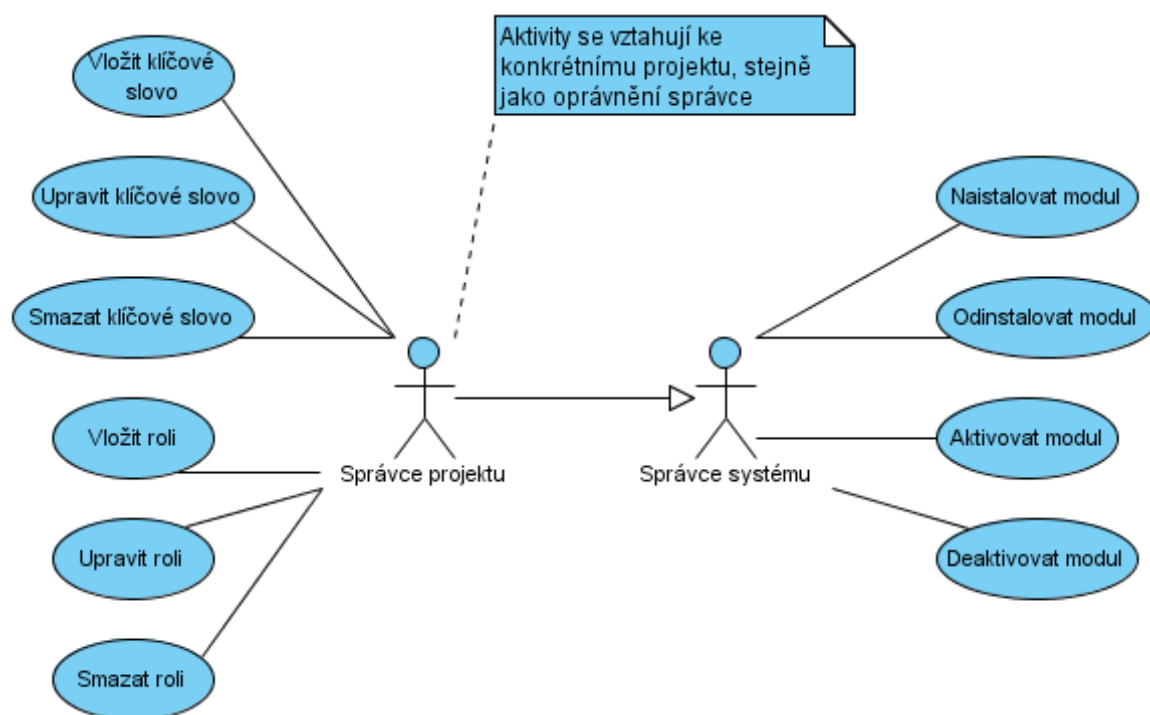 Vložit klíčové
slovo
Upravit klíčové slovo
Smazat klíčové slovo
Vložit roli
Upravit roli
Smazat roli
Aktivity se vztahují ke
konkrétnímu projektu, stejně
jako oprávnění správce
Správce projektu
Správce systému
Naistalovat modul
Odinstalovat modul
Aktivovat modul
Deaktivovat modul